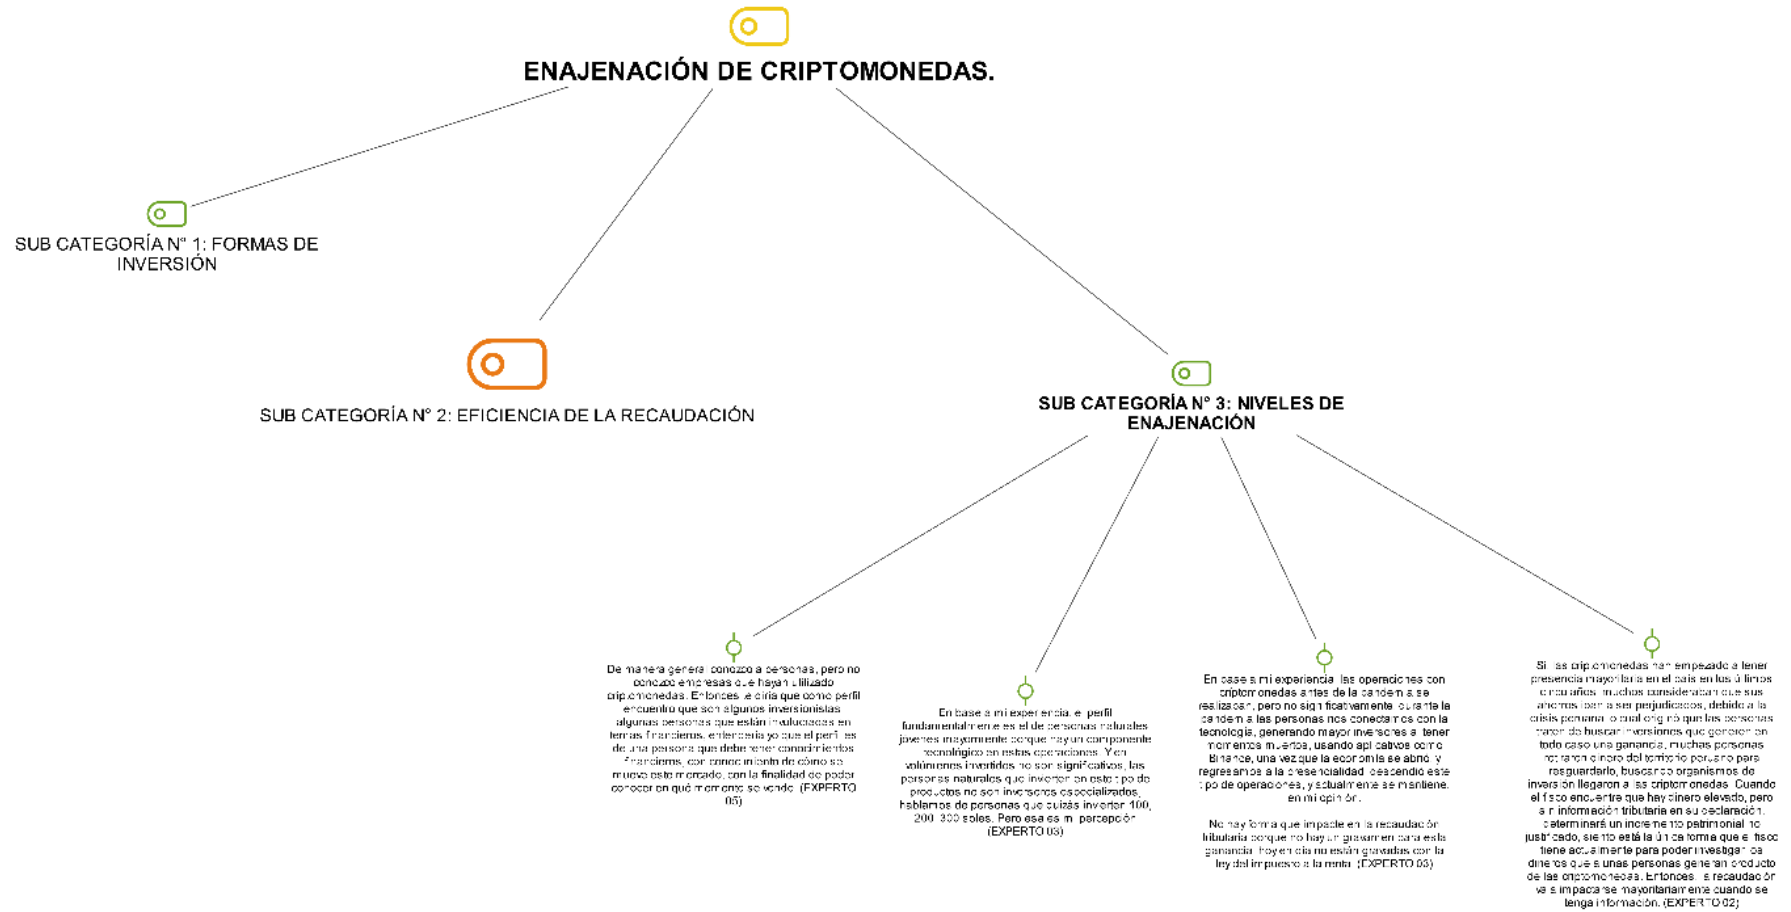 ENAJENACIÓN DE CRIPTOMONEDAS.
SUB CATEGORÍA N° 1: FORMAS DE
INVERSIÓN
SUB CATEGORÍA N° 2: EFICIENCIA DE LA RECAUDACIÓN
SUB CATEGORÍA N° 3: NIVELES DE
ENAJENACIÓN
De manera general conozco a personas, pero no
conozco empresas que hayan utilizado
criptomonedas. Entonces le diría que como perfil
encuentro que son algunos inversionistas
algunas personas que están involucradas en
temas financieros, entendería yo que el perfil es
de una persona que debe tener conocimientos
financieros, con conocimiento de cómo se
mueve este mercado, con la finalidad de poder
conocer en qué momento se vende. (EXPERTO
05)
En base a mi experiencia, el perfil
fundamentalmente es el de personas naturales
jóvenes mayormente porque hay un componente
tecnológico en estas operaciones. Y en
volúmenes invertidos no son significativos, las
personas naturales que invierten en este tipo de
productos no son inversores especializados,
hablamos de personas que quizás invierten 100,
200, 300 soles. Pero esa es mi percepción
(EXPERTO 03)
En base a mi experiencia, las operaciones con
criptomonedas antes de la pandemia se
realizaban, pero no significativamente, durante la
pandemia las personas nos conectamos con la
tecnología, generando mayor inversores al tener
momentos muertos, usando aplicativos como
Binance, una vez que la economía se abrió, y
regresamos a la presencialidad, descendió este
tipo de operaciones, y actualmente se mantiene,
en mi opinión.
No hay forma que impacte en la recaudación
tributaria porque no hay un gravamen para esta
ganancia, hoy en día no están gravadas con la
ley del impuesto a la renta. (EXPERTO 03)
Si, las criptomonedas han empezado a tener
presencia mayoritaria en el país en los últimos
cinco años, muchos consideraban que sus
ahorros iban a ser perjudicados, debido a la
crisis peruana, lo cual originó que las personas
traten de buscar inversiones que generen en
todo caso una ganancia, muchas personas
retiraron dinero del territorio peruano para
resguardarlo, buscando organismos de
inversión llegaron a las criptomonedas. Cuando
el fisco encuentre que hay dinero elevado, pero
sin información tributaria en su declaración,
determinará un incremento patrimonial no
justificado, siento está la única forma que el fisco
tiene actualmente para poder investigar los
dineros que algunas personas generan producto
de las criptomonedas. Entonces, la recaudación
va a impactarse mayoritariamente cuando se
tenga información. (EXPERTO 02)